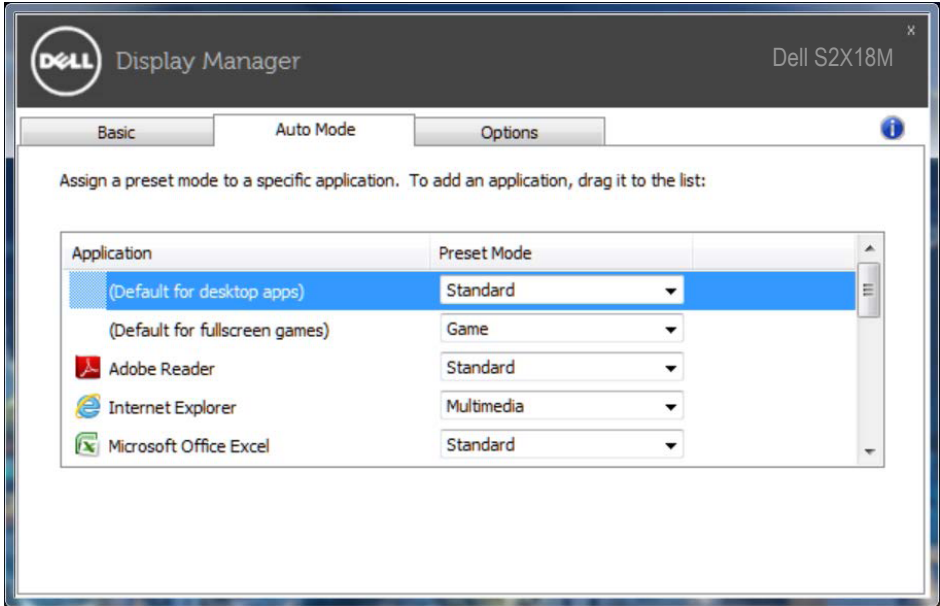 DELL Display Manager
x
Dell S2X18M
Basic Auto Mode Options
Assign a preset mode to a specific application. To add an application, drag it to the list:
Application Preset Mode
(Default for desktop apps) Standard
(Default for fullscreen games) Game
Adobe Reader Standard
Internet Explorer Multimedia
Microsoft Office Excel Standard